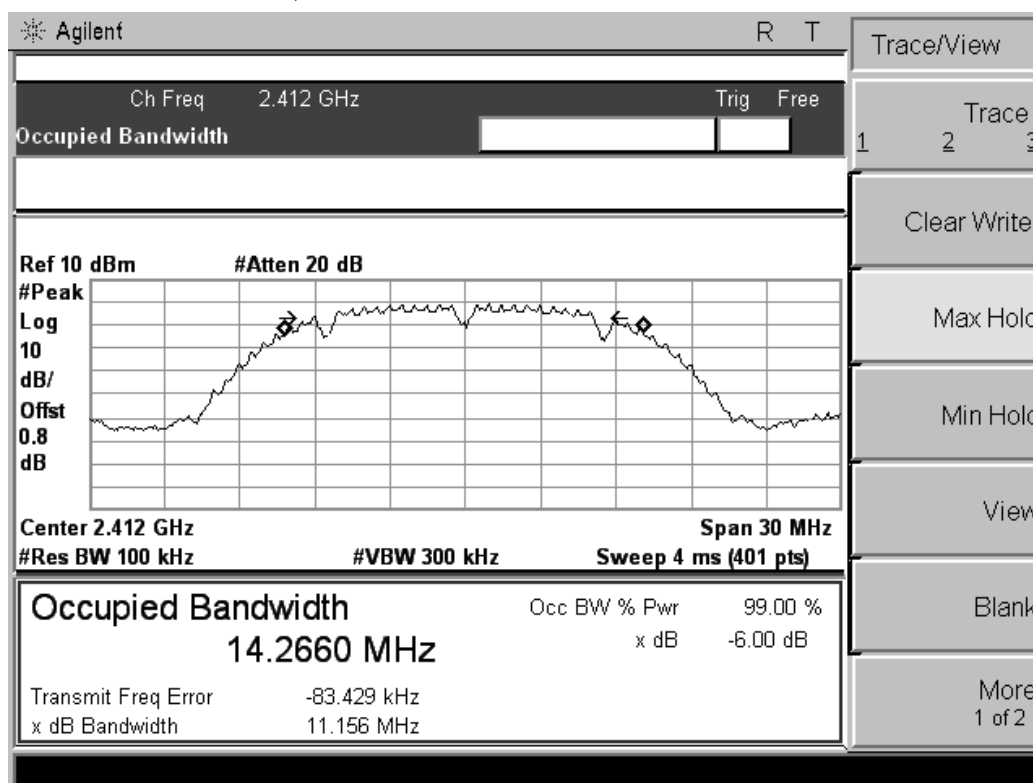 Agilent R T
Trace/View
Ch Freq 2.412 GHz Trig Free
Occupied Bandwidth
Trace
1 2 3
Clear Write
Max Hold
Min Hold
View
Blank
More
1 of 2
Ref 10 dBm #Atten 20 dB
#Peak
Log
10
dB/
Offst
0.8
dB
Center 2.412 GHz Span 30 MHz
#Res BW 100 kHz #VBW 300 kHz Sweep 4 ms (401 pts)
Occupied Bandwidth
14.2660 MHz
Occ BW % Pwr 99.00 %
x dB -6.00 dB
Transmit Freq Error -83.429 kHz
x dB Bandwidth 11.156 MHz